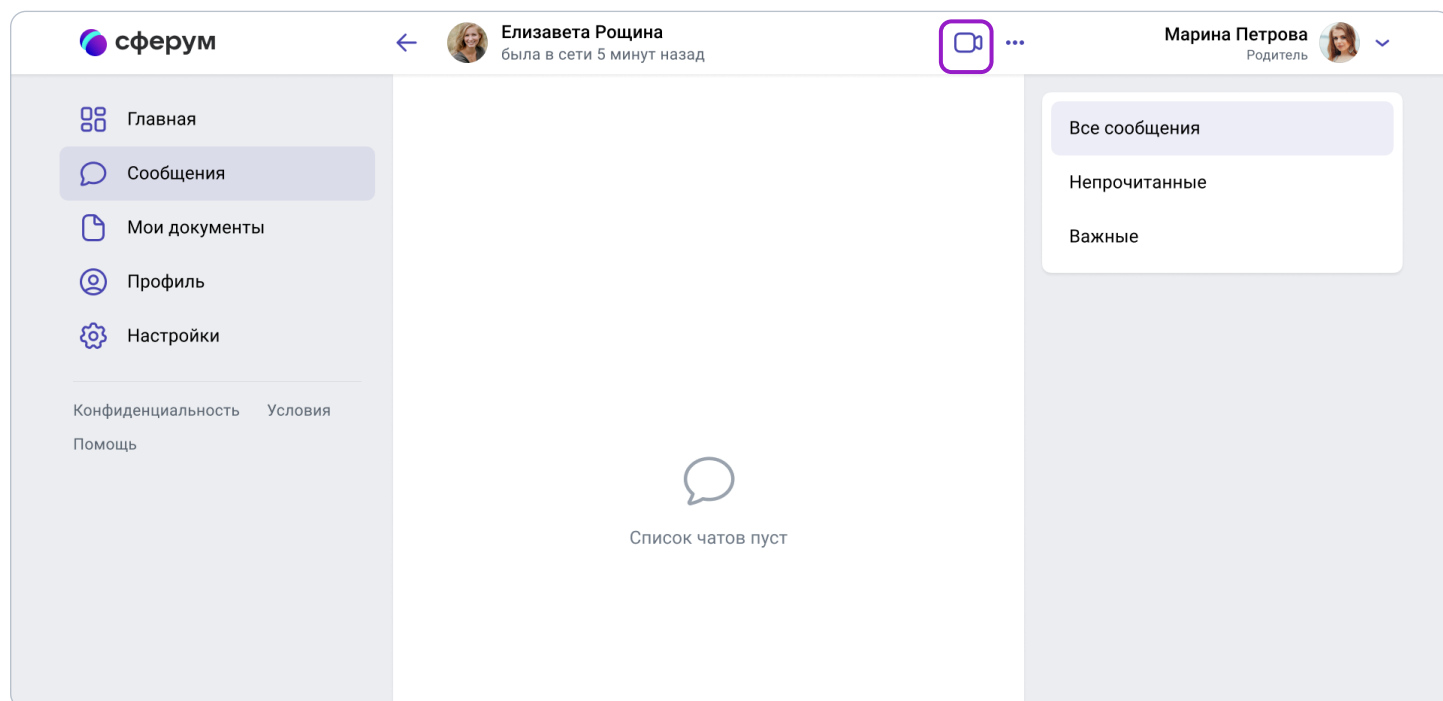 сферум
Елизавета Рощина
была в сети 5 минут назад
Марина Петрова
Родитель
Главная
Сообщения
Мои документы
Профиль
Настройки
Конфиденциальность Условия
Помощь
Список чатов пуст
Все сообщения
Непрочитанные
Важные